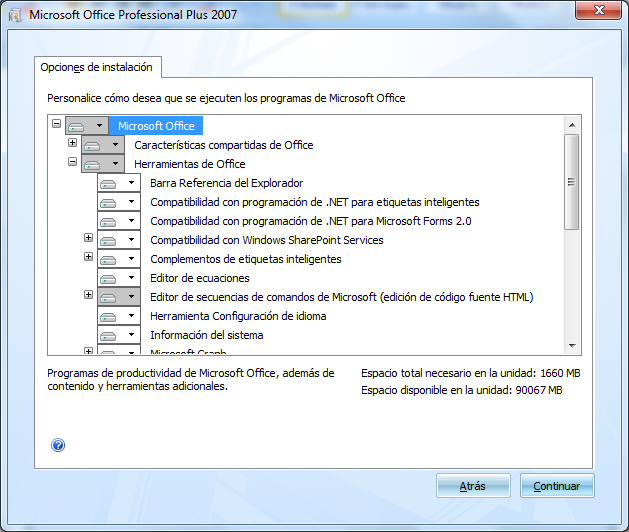 Microsoft Office Professional Plus 2007
Opciones de instalación
Personalice cómo desea que se ejecuten los programas de Microsoft Office
Microsoft Office
Características compartidas de Office
Herramientas de Office
Barra Referencia del Explorador
Compatibilidad con programación de .NET para etiquetas inteligentes
Compatibilidad con programación de .NET para Microsoft Forms 2.0
Compatibilidad con Windows SharePoint Services
Complementos de etiquetas inteligentes
Editor de ecuaciones
Editor de secuencias de comandos de Microsoft (edición de código fuente HTML)
Herramienta Configuración de idioma
Información del sistema
Microsoft Graph
Programas de productividad de Microsoft Office, además de
contenido y herramientas adicionales.
Espacio total necesario en la unidad: 1660 MB
Espacio disponible en la unidad: 90067 MB
Atrás
Continuar